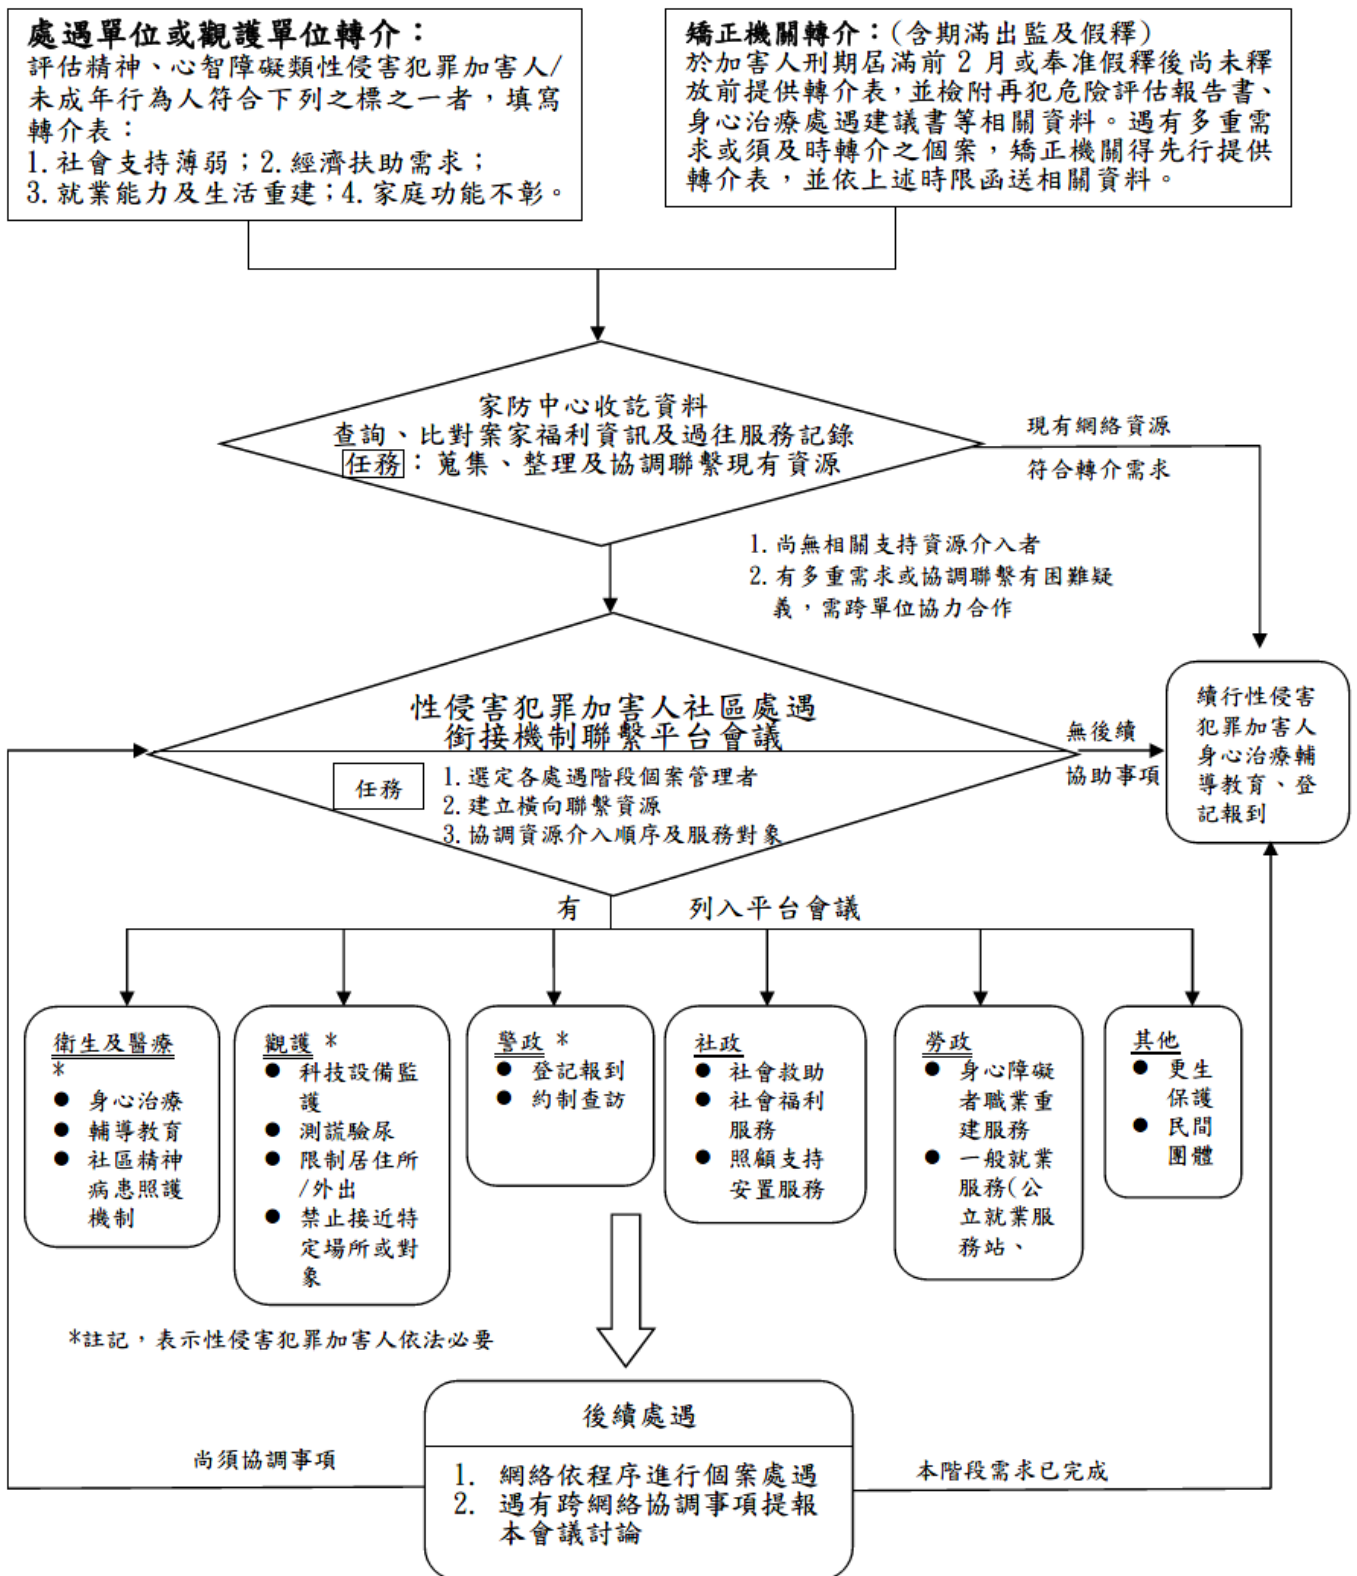 處遇單位或觀護單位轉介：
評估精神、心智障礙類性侵害犯罪加害人/
未成年行為人符合下列之標之一者，填寫
轉介表：
1.社會支持薄弱；2.經濟扶助需求；
3.就業能力及生活重建；4.家庭功能不彰。
矯正機關轉介：(含期滿出監及假釋)
於加害人刑期屆滿前 2 月或奉准假釋後尚未釋
放前提供轉介表，並檢附再犯危險評估報告書、
身心治療處遇建議書等相關資料。遇有多重需
求或須及時轉介之個案，矯正機關得先行提供
轉介表，並依上述時限函送相關資料。
家防中心收訖資料
查詢、比對案家福利資訊及過往服務記錄
任務：蒐集、整理及協調聯繫現有資源
現有網絡資源
符合轉介需求
1.尚無相關支持資源介入者
2.有多重需求或協調聯繫有困難疑
義，需跨單位協力合作
性侵害犯罪加害人社區處遇
銜接機制聯繫平台會議
任務
1.選定各處遇階段個案管理者
2.建立橫向聯繫資源
3.協調資源介入順序及服務對象
無後續
協助事項
續行性侵害
犯罪加害人
身心治療輔
導教育、登
記報到
有
列入平台會議
衛生及醫療
*
● 身心治療
● 輔導教育
● 社區精神
病患照護
機制
觀護 *
● 科技設備監
護
● 測謊驗尿
● 限制居住所
/外出
● 禁止接近特
定場所或對
象
警政 *
● 登記報到
● 約制查訪
社政
● 社會救助
● 社會福利
服務
● 照顧支持
安置服務
勞政
● 身心障礙
者職業重
建服務
● 一般就業
服務(公
立就業服
務站、
其他
● 更生
保護
● 民間
團體
*註記，表示性侵害犯罪加害人依法必要
後續處遇
1. 網絡依程序進行個案處遇
2. 遇有跨網絡協調事項提報
本會議討論
尚須協調事項
本階段需求已完成